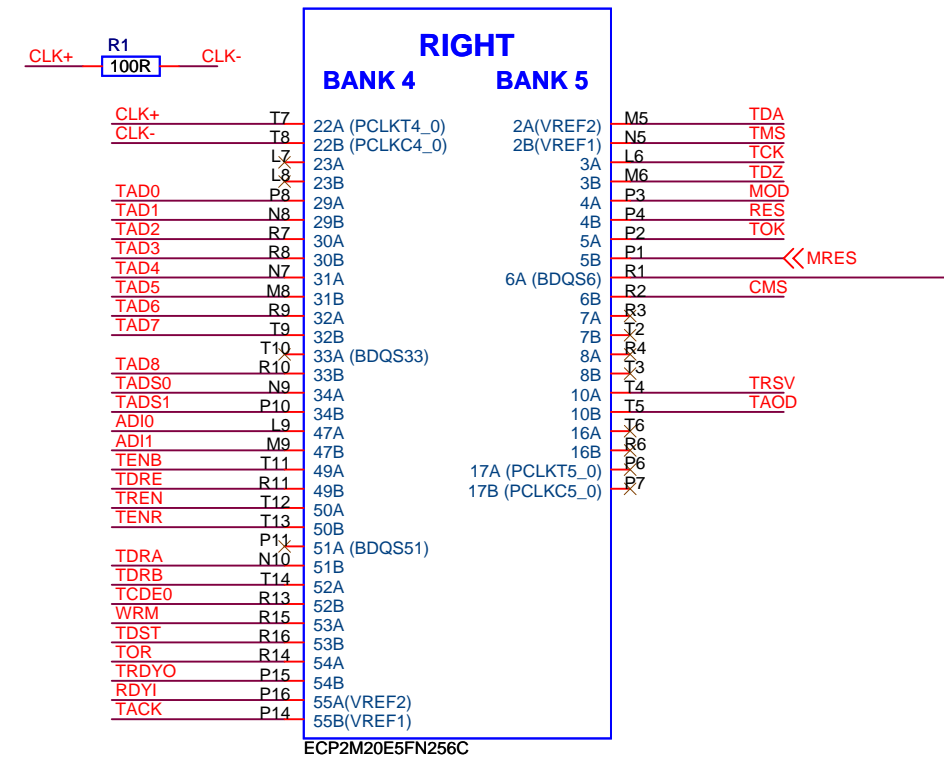 R1
CLK+ 100R CLK-
RIGHT
BANK 4 BANK 5
CLK+ T7 22A (PCLKT4_0) 2A(VREF2) M5 TDA
CLK- T8 22B (PCLKC4_0) 2B(VREF1) N5 TMS
L7 23A 3A L6 TCK
L8 23B 3B M6 TDZ
TAD0 P8 29A 4A P3 MOD
TAD1 N8 29B 4B P4 RES
TAD2 R7 30A 5A P2 TOK
TAD3 R8 30B 5B P1 MRES
TAD4 N7 31A 6A (BDQS6) R1
TAD5 M8 31B 6B R2 CMS
TAD6 R9 32A 7A R3
TAD7 T9 32B 7B T2
T10 33A (BDQS33) 8A R4
TAD8 R10 33B 8B T3
TADS0 N9 34A 10A T4 TRSV
TADS1 P10 34B 10B T5 TAOD
ADI0 L9 47A 16A T6
ADI1 M9 47B 16B R6
TENB T11 49A 17A (PCLKT5_0) P6
TDRE R11 49B 17B (PCLKC5_0) P7
TREN T12 50A
TENR T13 50B
P11 51A (BDQS51)
TDRA N10 51B
TDRB T14 52A
TCDE0 R13 52B
WRM R15 53A
TDST R16 53B
TOR R14 54A
TRDYO P15 54B
RDYI P16 55A(VREF2)
TACK P14 55B(VREF1)
ECP2M20E5FN256C